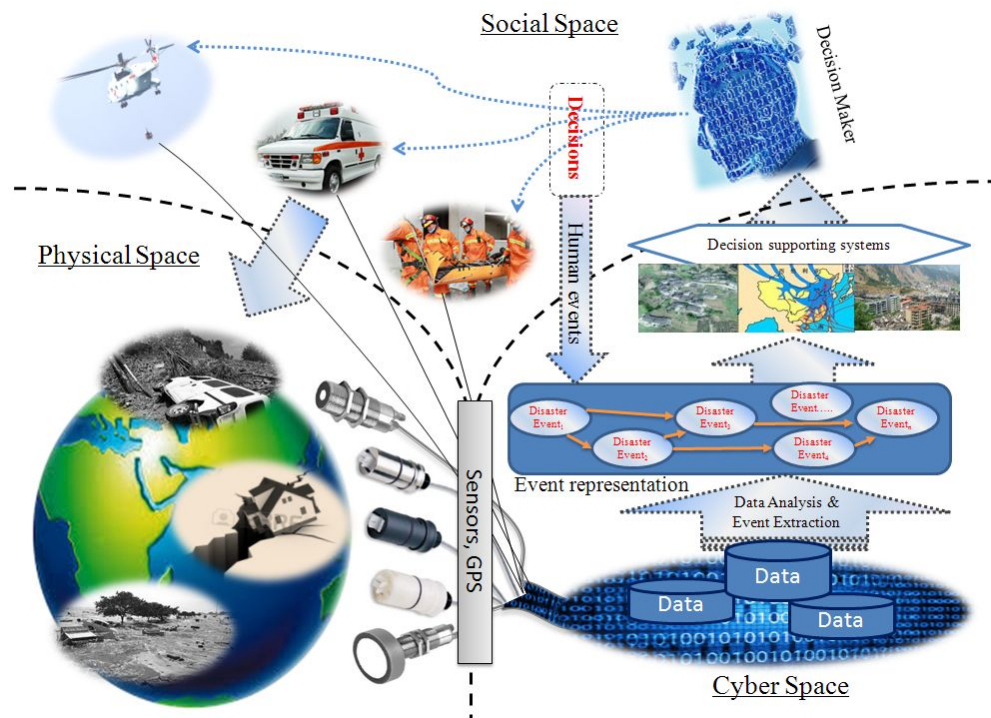 Social Space
Decision Maker
Decisions
Physical Space
Human events
Decision supporting systems
Disaster
Event1
Disaster
Event2
Disaster
Event3
Disaster
Event.....
Disaster
Event4
Disaster
Eventn
Event representation
Sensors, GPS
Data Analysis &
Event Extraction
Data
Data
Data
Cyber Space